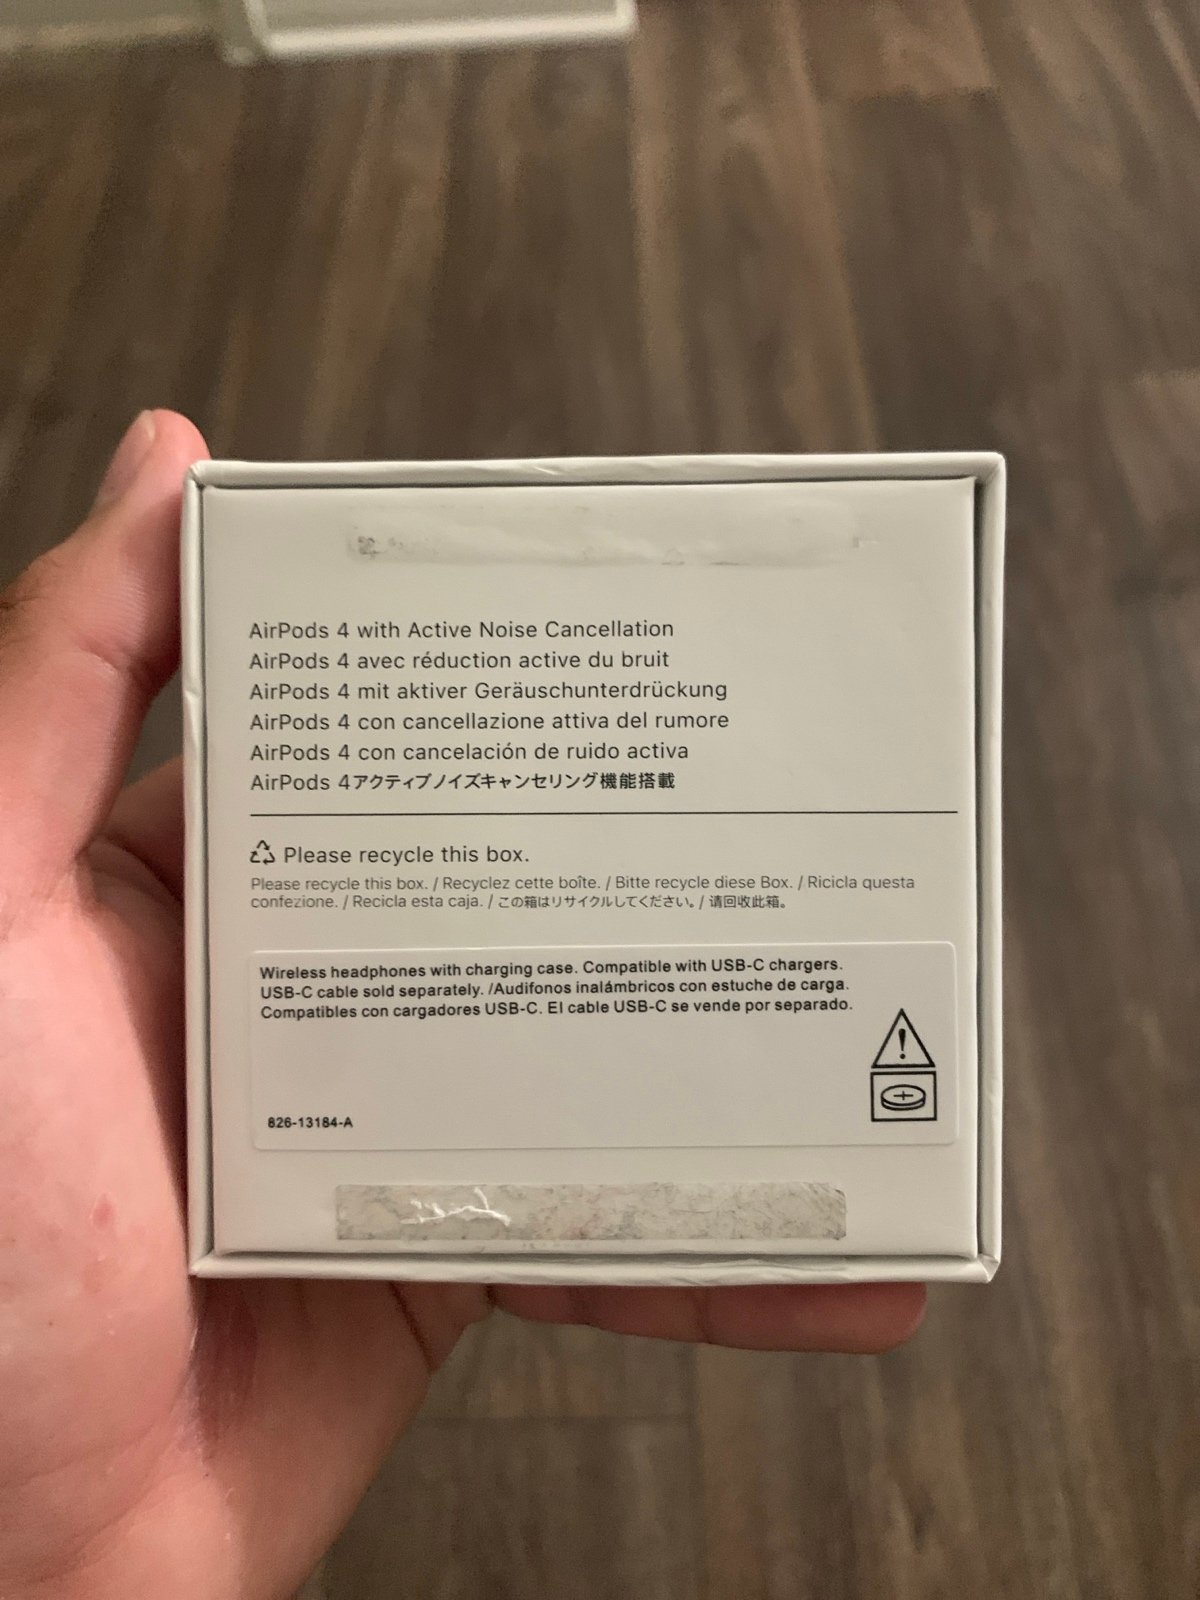 AirPods 4 with Active Noise Cancellation
AirPods 4 avec réduction active du bruit
AirPods 4 mit aktiver Geräuschunterdrückung
AirPods 4 con cancellazione attiva del rumore
AirPods 4 con cancelación de ruido activa
AirPods 4アクティブノイズキャンセリング機能搭載
Please recycle this box.
Please recycle this box. / Recyclez cette boîte. / Bitte recycle diese Box. / Ricicla questa
confezione. / Recicla esta caja. / この箱はリサイクルしてください。/ 请回收此箱。
Wireless headphones with charging case. Compatible with USB-C chargers.
USB-C cable sold separately. /Audifonos inalámbricos con estuche de carga.
Compatibles con cargadores USB-C. El cable USB-C se vende por separado.
826-13184-A